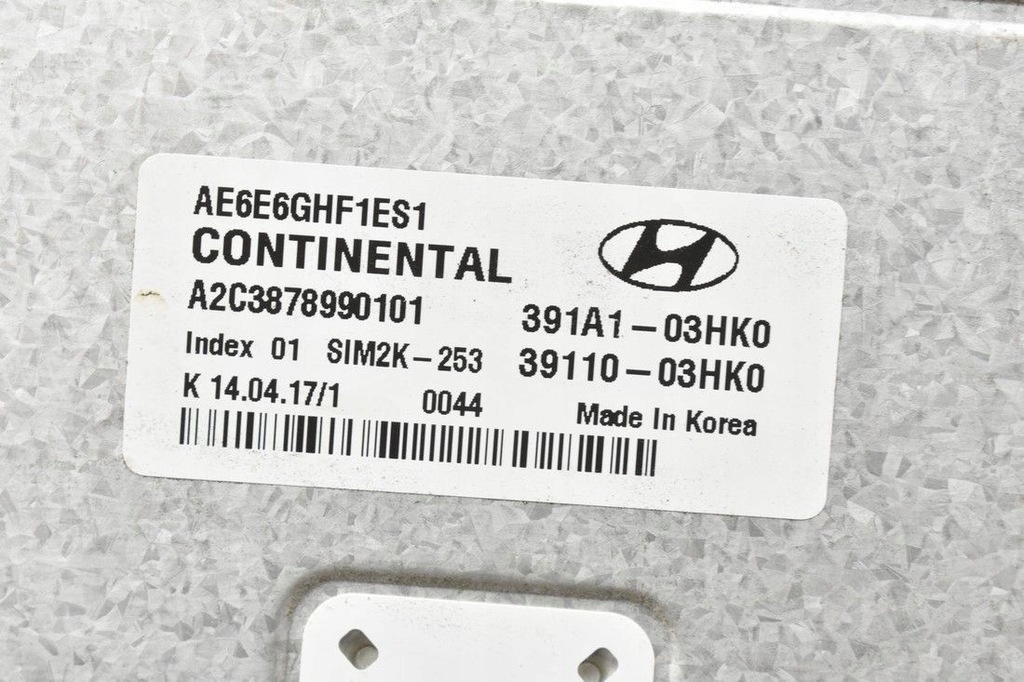 AE6E6GHF1ES1
CONTINENTAL
A2C3878990101
391A1-03HK0
Index 01 SIM2K-253
39110-03HK0
K 14.04.17/1
0044
Made In Korea